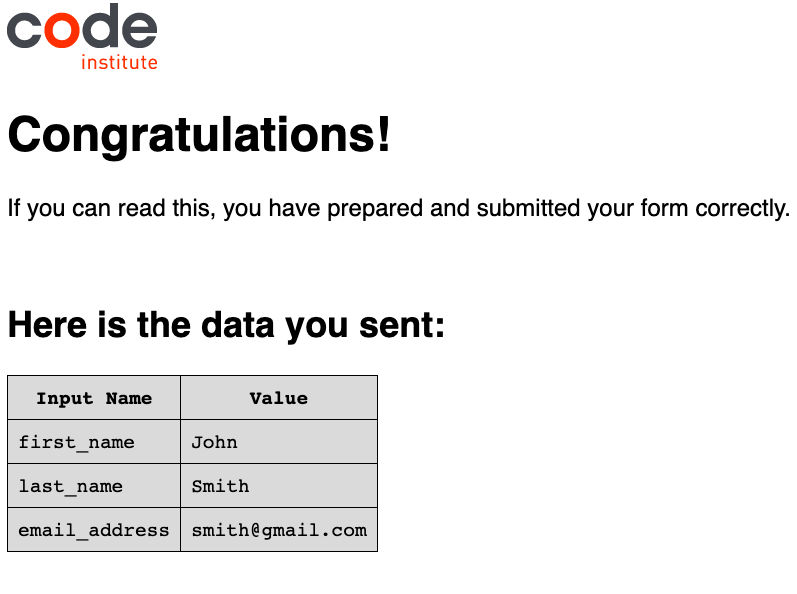 code
institute
Congratulations!
If you can read this, you have prepared and submitted your form correctly.
Here is the data you sent:
Input Name Value
first_name John
last_name Smith
email_address smith@gmail.com